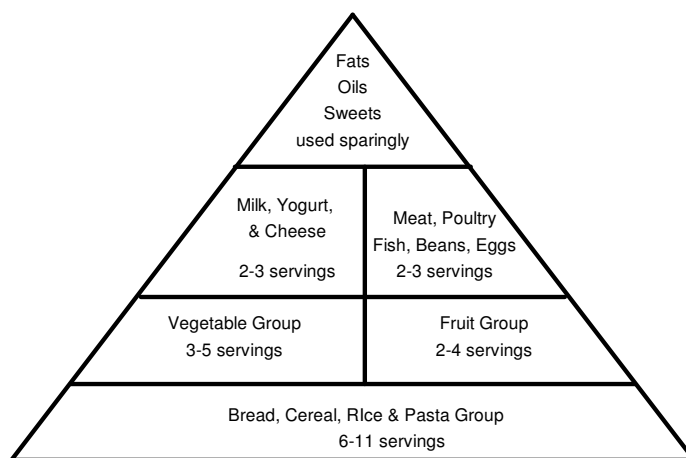 Fats
Oils
Sweets
used sparingly
Milk, Yogurt,
& Cheese
2-3 servings
Meat, Poultry
Fish, Beans, Eggs
2-3 servings
Vegetable Group
3-5 servings
Fruit Group
2-4 servings
Bread, Cereal, RIce & Pasta Group
6-11 servings